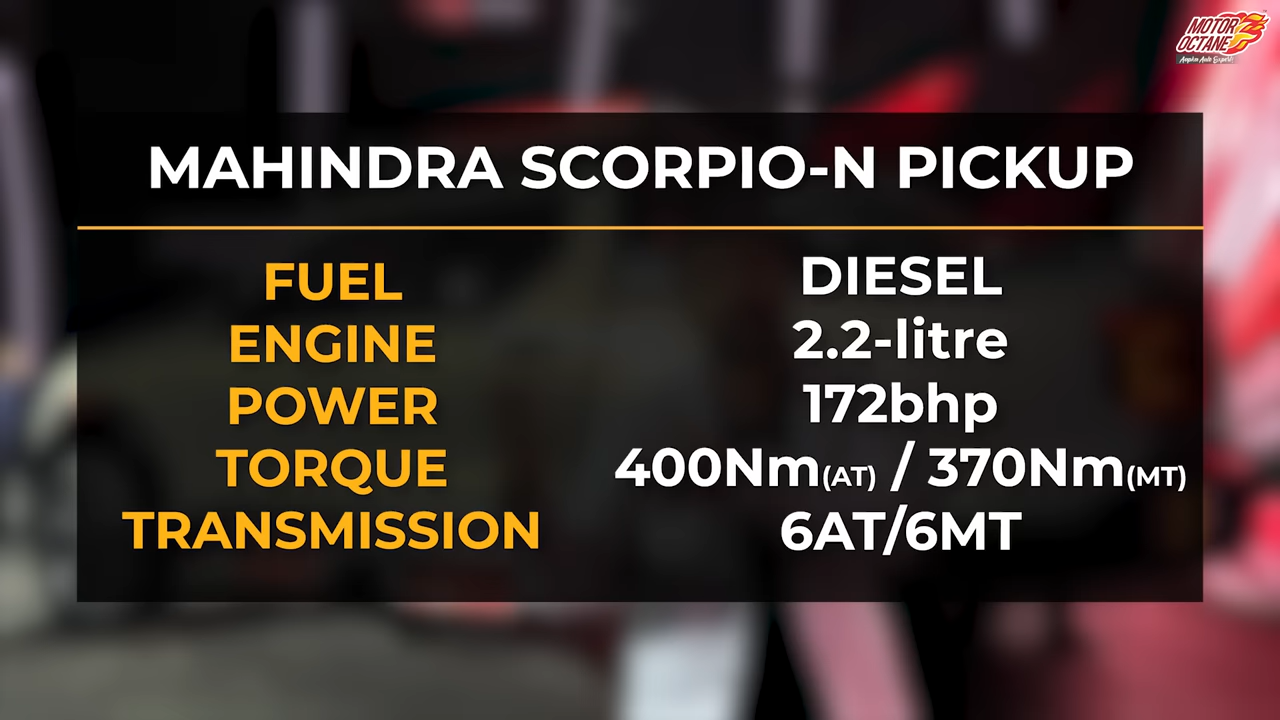 MOTOR
OCTANE
MAHINDRA SCORPIO-N PICKUP
FUEL DIESEL
ENGINE 2.2-litre
POWER 172bhp
TORQUE 400Nm(AT) / 370Nm(MT)
TRANSMISSION 6AT/6MT